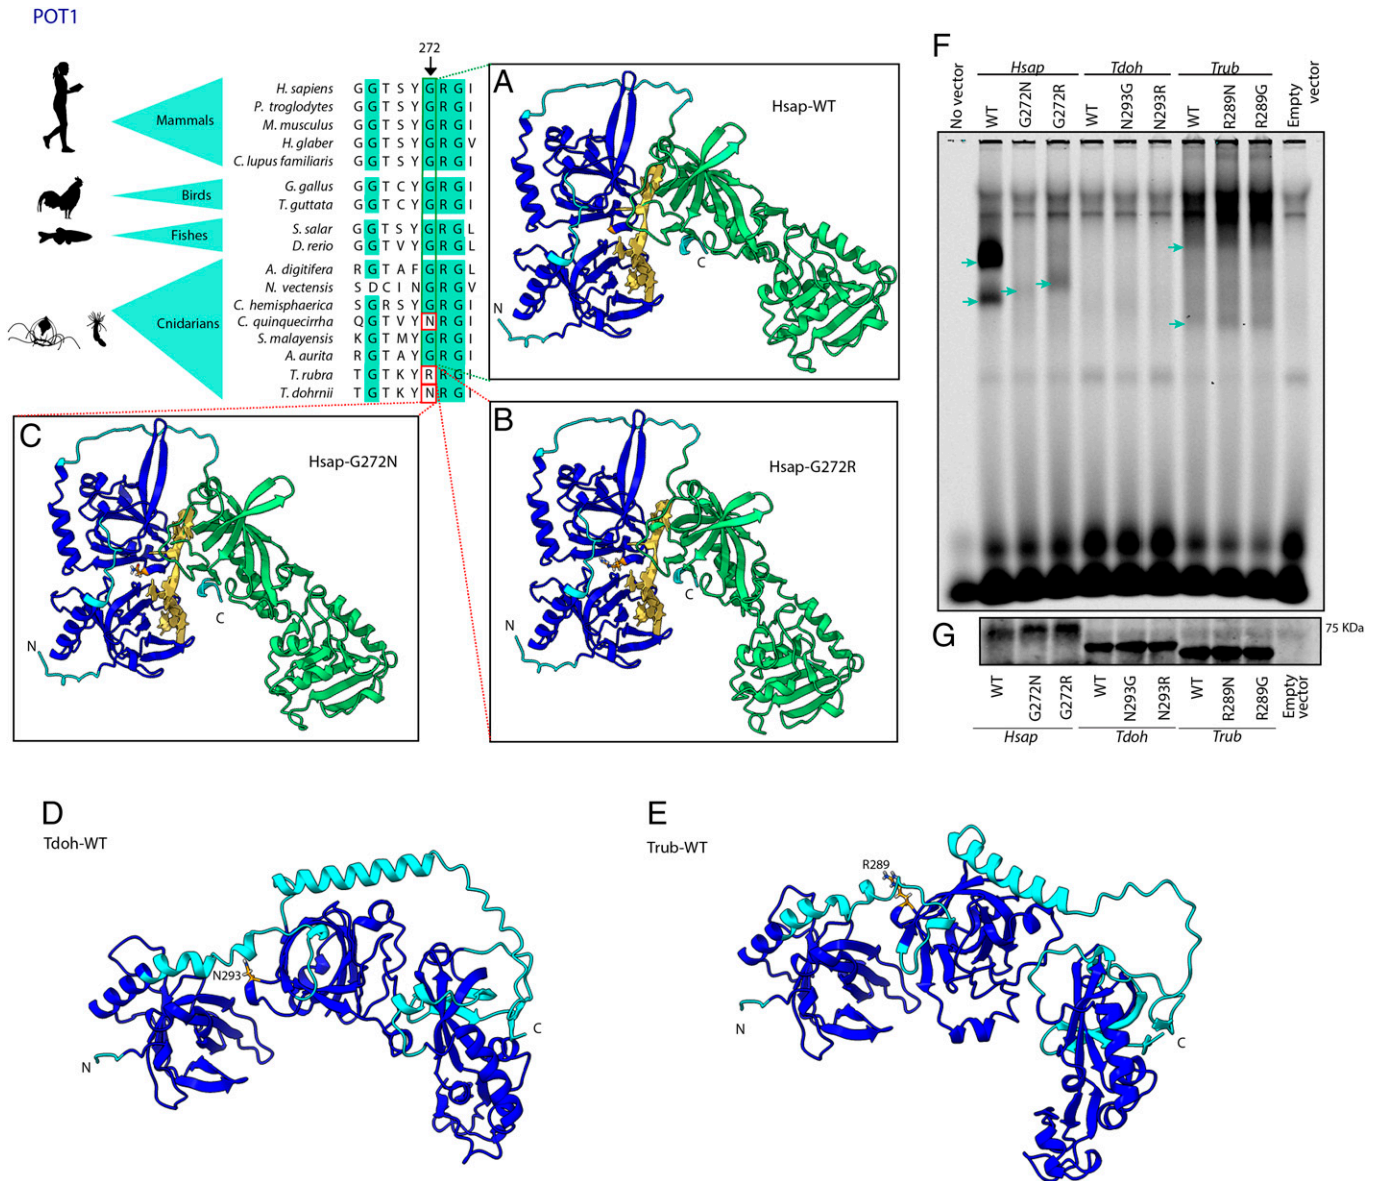 POT1
272
Mammals
H. sapiens G G T S Y G R G I
P. troglodytes G G T S Y G R G I
M. musculus G G T S Y G R G I
H. glaber G G T S Y G R G V
C. lupus familiaris G G T S Y G R G I
Birds
G. gallus G G T C Y G R G I
T. guttata G G T C Y G R G I
Fishes
S. salar G G T S Y G R G L
D. rerio G G T V Y G R G L
Cnidarians
A. digitifera R G T A F G R G L
N. vectensis S D C I N G R G V
C. hemisphaerica S G R S Y G R G I
C. quinquecirrha Q G T V Y N R G I
S. malayensis K G T M Y G R G I
A. aurita R G T A Y G R G I
T. rubra T G T K Y R R G I
T. dohrnii T G T K Y N R G I
A
Hsap-WT
N
C
B
Hsap-G272R
N
C
C
Hsap-G272N
N
C
D
Tdoh-WT
N293
N
C
E
Trub-WT
R289
N
C
F
Hsap Tdoh Trub
No vector WT G272N G272R WT N293G N293R WT R289N R289G Empty vector
G
75 KDa
WT G272N G272R WT N293G N293R WT R289N R289G Empty vector
Hsap Tdoh Trub